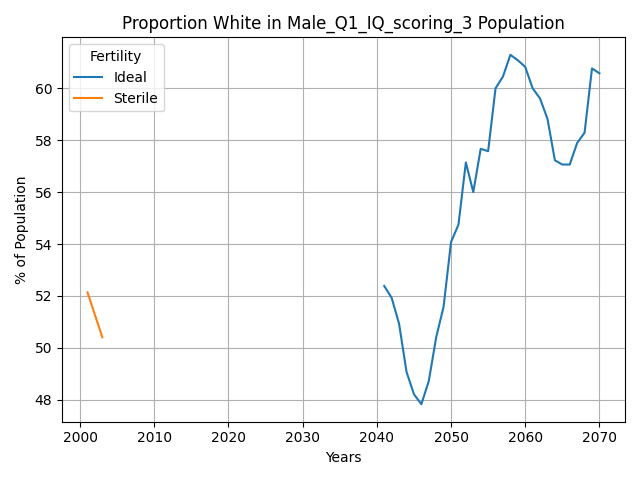 Proportion White in Male_Q1_IQ_scoring_3 Population
Fertility
Ideal
Sterile
% of Population
60
58
56
54
52
50
48
2000 2010 2020 2030 2040 2050 2060 2070
Years